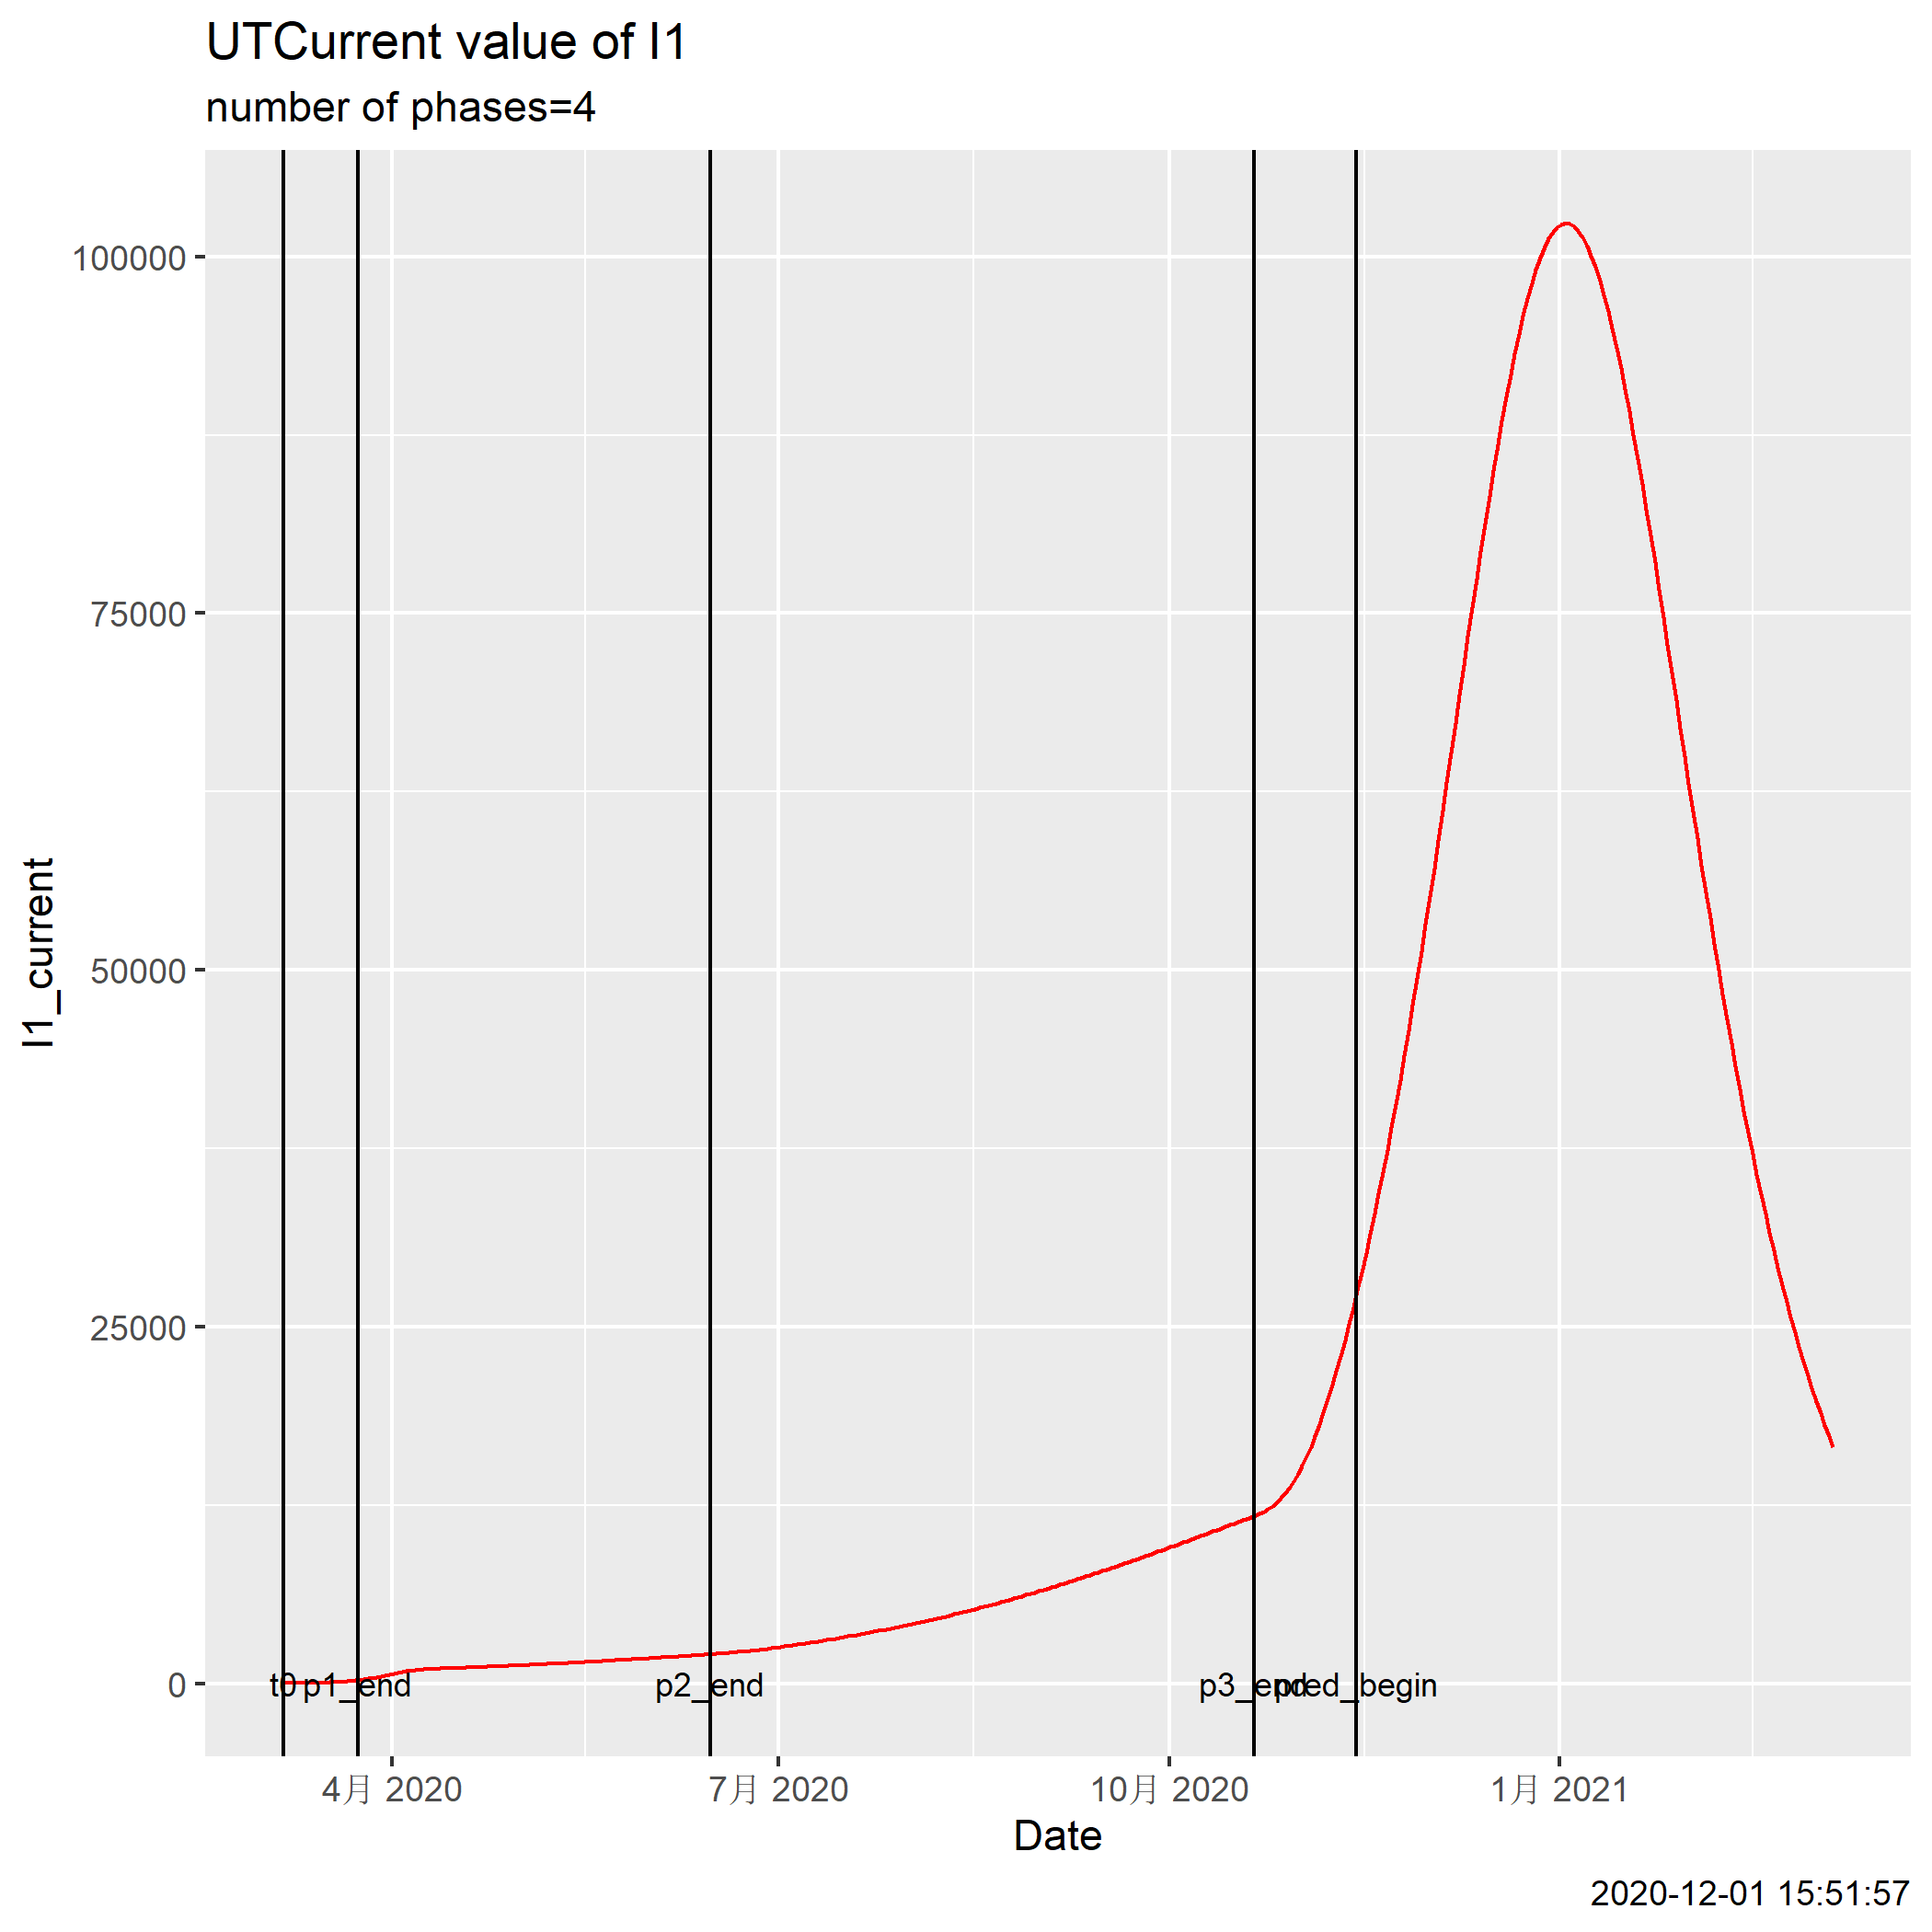 UTCurrent value of I1
number of phases=4
I1_current
100000
75000
50000
25000
0
t0 p1_end p2_end p3_end pred_begin
4月 2020 7月 2020 10月 2020 1月 2021
Date
2020-12-01 15:51:57